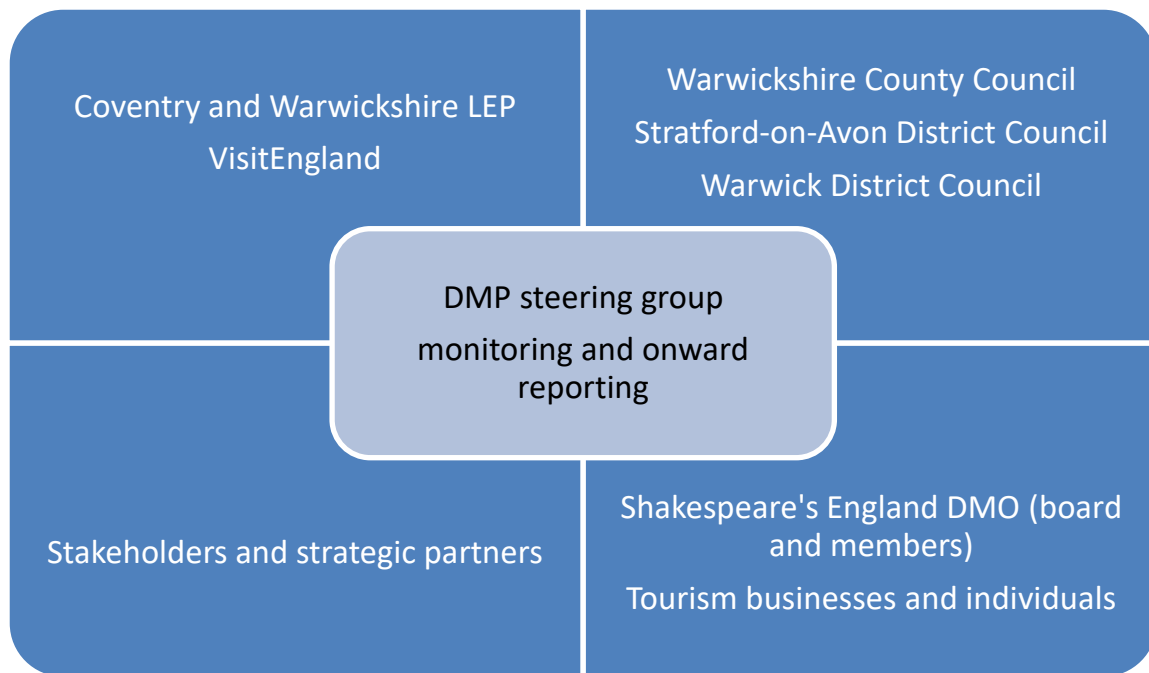 Coventry and Warwickshire LEP
VisitEngland
Warwickshire County Council
Stratford-on-Avon District Council
Warwick District Council
DMP steering group
monitoring and onward
reporting
Stakeholders and strategic partners
Shakespeare's England DMO (board
and members)
Tourism businesses and individuals